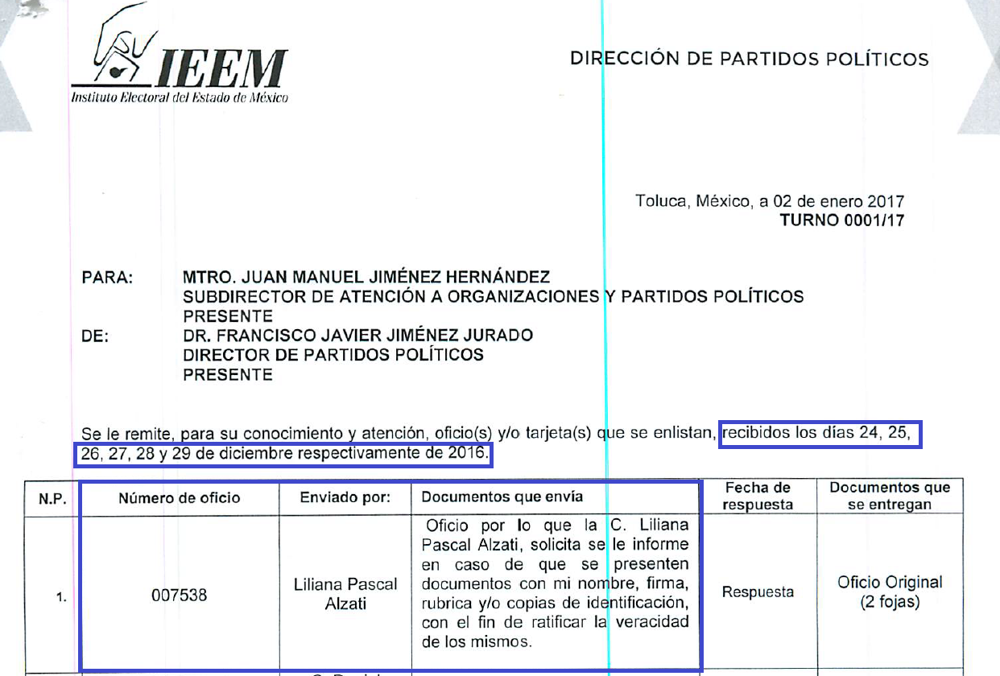 IEEM
Instituto Electoral del Estado de México
DIRECCIÓN DE PARTIDOS POLÍTICOS
Toluca, México, a 02 de enero 2017
TURNO 0001/17
PARA: MTRO. JUAN MANUEL JIMÉNEZ HERNÁNDEZ
SUBDIRECTOR DE ATENCIÓN A ORGANIZACIONES Y PARTIDOS POLÍTICOS
PRESENTE
DE: DR. FRANCISCO JAVIER JIMÉNEZ JURADO
DIRECTOR DE PARTIDOS POLÍTICOS
PRESENTE
Se le remite, para su conocimiento y atención, oficio(s) y/o tarjeta(s) que se enlistan, recibidos los días 24, 25,
26, 27, 28 y 29 de diciembre respectivamente de 2016.
N.P.
Número de oficio
Enviado por:
Documentos que envía
Fecha de
respuesta
Documentos que
se entregan
1.
007538
Liliana Pascal
Alzati
Oficio por lo que la C. Liliana
Pascal Alzati, solicita se le informe
en caso de que se presenten
documentos con mi nombre, firma,
rubrica y/o copias de identificación,
con el fin de ratificar la veracidad
de los mismos.
Respuesta
Oficio Original
(2 fojas)